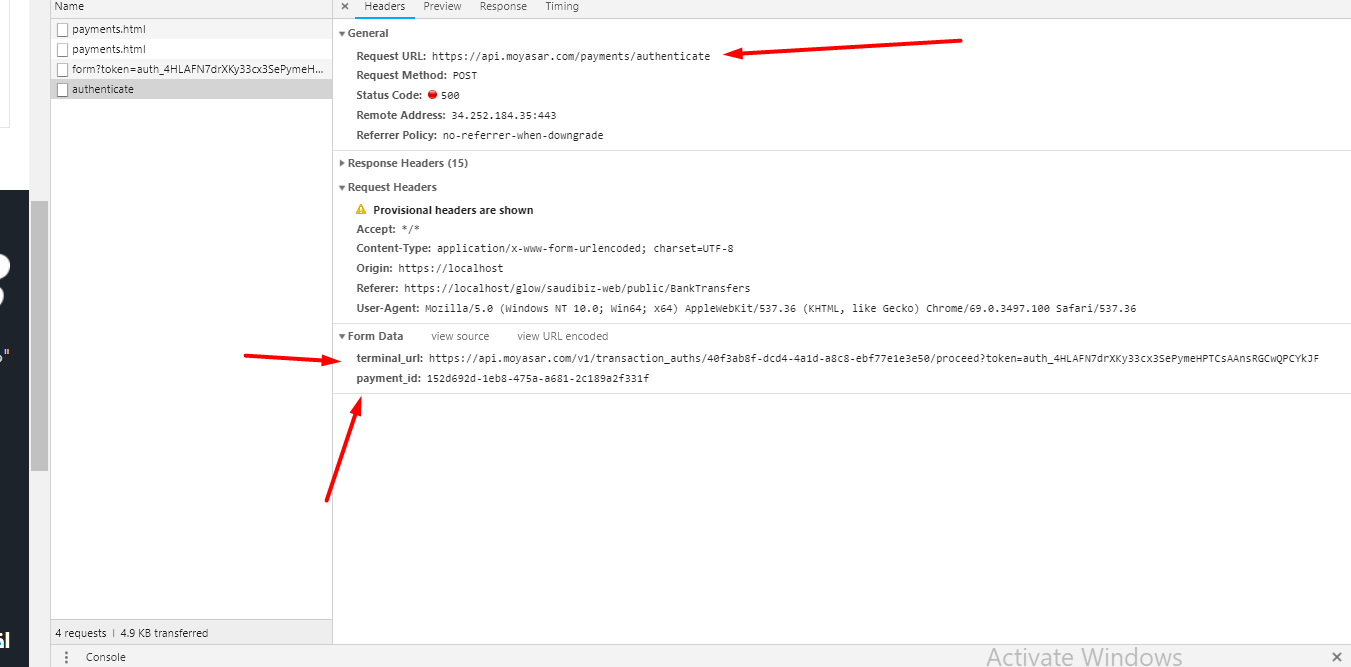 Name
payments.html
payments.html
form?token=auth_4HLAFN7drXKy33cx3SePymeH...
authenticate
4 requests | 4.9 KB transferred
× Headers Preview Response Timing
▼ General
Request URL: https://api.moyasar.com/payments/authenticate
Request Method: POST
Status Code: 500
Remote Address: 34.252.184.35:443
Referrer Policy: no-referrer-when-downgrade
▶ Response Headers (15)
▼ Request Headers
Provisional headers are shown
Accept: */*
Content-Type: application/x-www-form-urlencoded; charset=UTF-8
Origin: https://localhost
Referer: https://localhost/glow/saudibiz-web/public/BankTransfers
User-Agent: Mozilla/5.0 (Windows NT 10.0; Win64; x64) AppleWebKit/537.36 (KHTML, like Gecko) Chrome/69.0.3497.100 Safari/537.36
▼ Form Data view source view URL encoded
terminal_url: https://api.moyasar.com/v1/transaction_auths/40f3ab8f-dcd4-4a1d-a8c8-ebf77e1e3e50/proceed?token=auth_4HLAFN7drXKy33cx3SePymeHPTCsAAnsRGCwQPCYkJF
payment_id: 152d692d-1eb8-475a-a681-2c189a2f331f
Console
Activate Windows